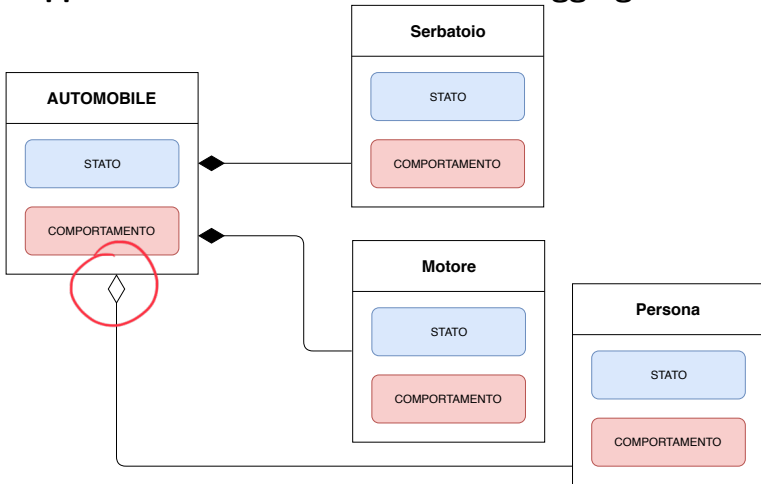 Serbatoio
STATO
COMPORTAMENTO
AUTOMOBILE
STATO
COMPORTAMENTO
Motore
STATO
COMPORTAMENTO
Persona
STATO
COMPORTAMENTO